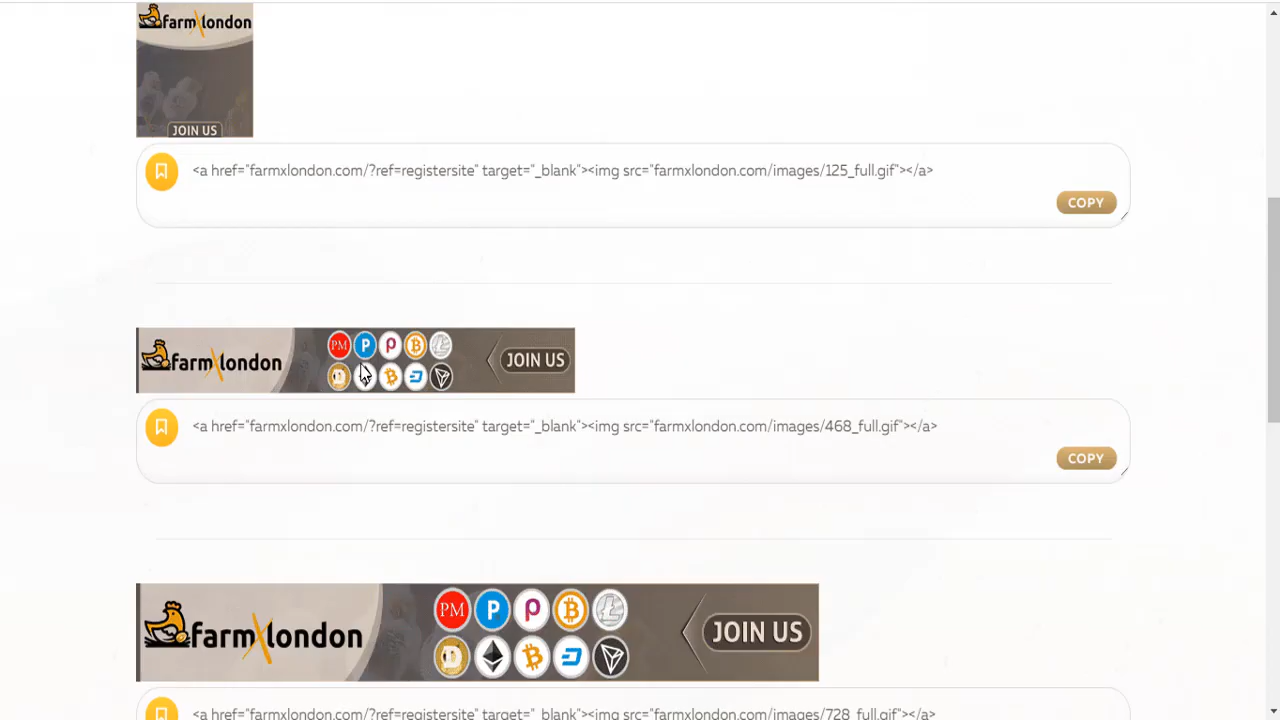 farmXlondon
JOIN US
<a href="farmxlondon.com/?ref=registersite" target="_blank"><img src="farmxlondon.com/images/125_full.gif"></a>
COPY
farmXlondon
PM
JOIN US
<a href="farmxlondon.com/?ref=registersite" target="_blank"><img src="farmxlondon.com/images/468_full.gif"></a>
COPY
farmXlondon
PM
JOIN US
<a href="farmxlondon.com/?ref=registersite" target="_blank"><img src="farmxlondon.com/images/728_full.gif"></a>